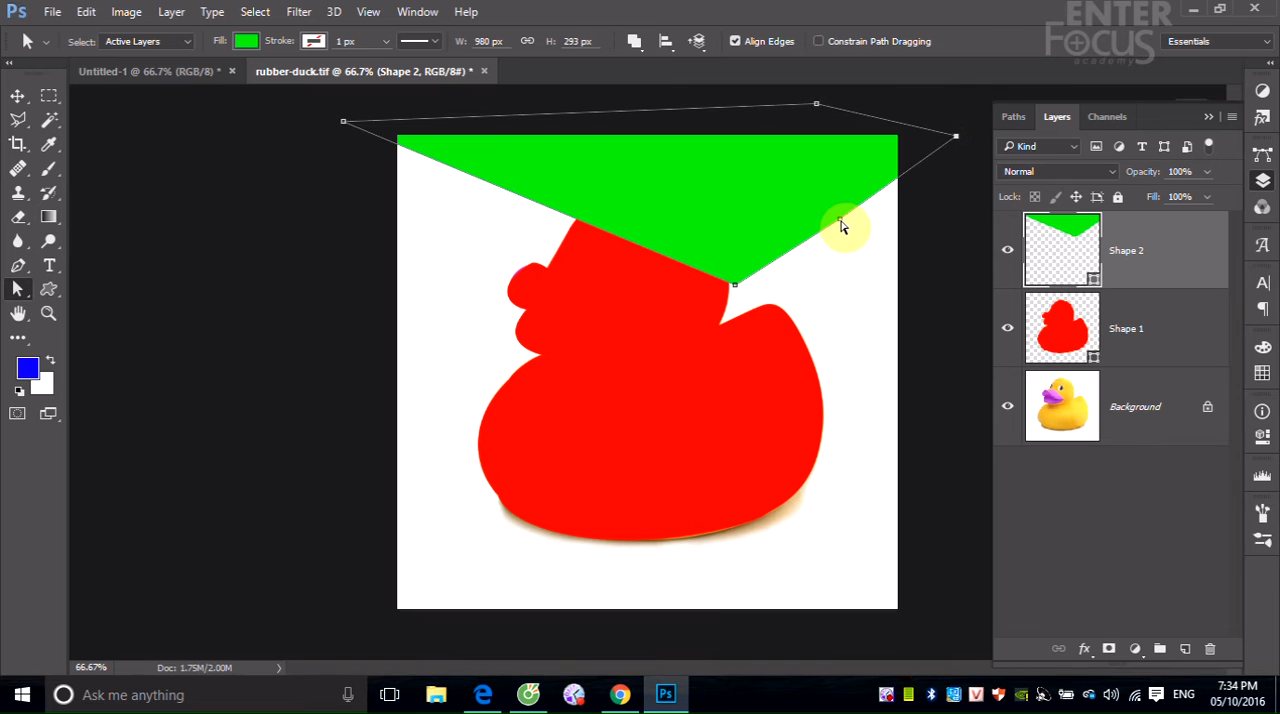 Ps File Edit Image Layer Type Select Filter 3D View Window Help
ENTER
FOCUS
academy
Select: Active Layers Fill: Stroke: 1 px W: 980 px H: 293 px Align Edges Constrain Path Dragging Essentials
Untitled-1 @ 66.7% (RGB/8) * × rubber-duck.tif @ 66.7% (Shape 2, RGB/8#) * ×
Paths Layers Channels
Kind
Normal Opacity: 100%
Lock: Fill: 100%
Shape 2
Shape 1
Background
66.67% Doc: 1.75M/2.00M
Ask me anything
Ps
ENG
7:34 PM
05/10/2016